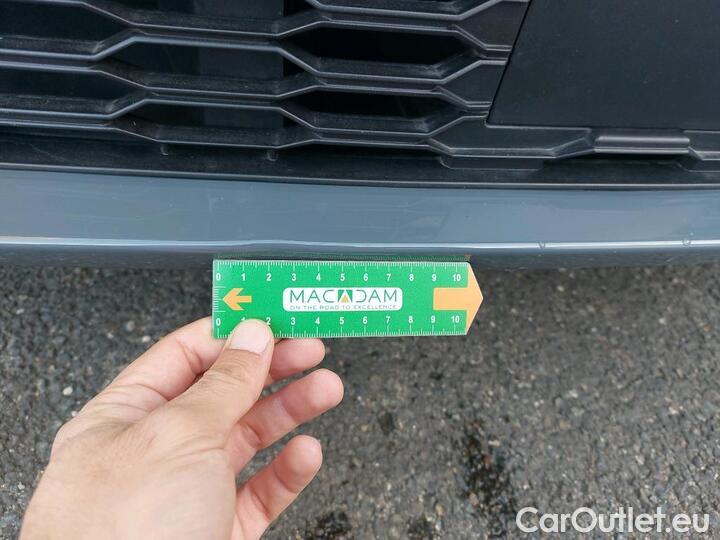 0 1 2 3 4 5 6 7 8 9 10
MACADAM
ON THE ROAD TO EXCELLENCE
0 1 2 3 4 5 6 7 8 9 10
CarOutlet.eu